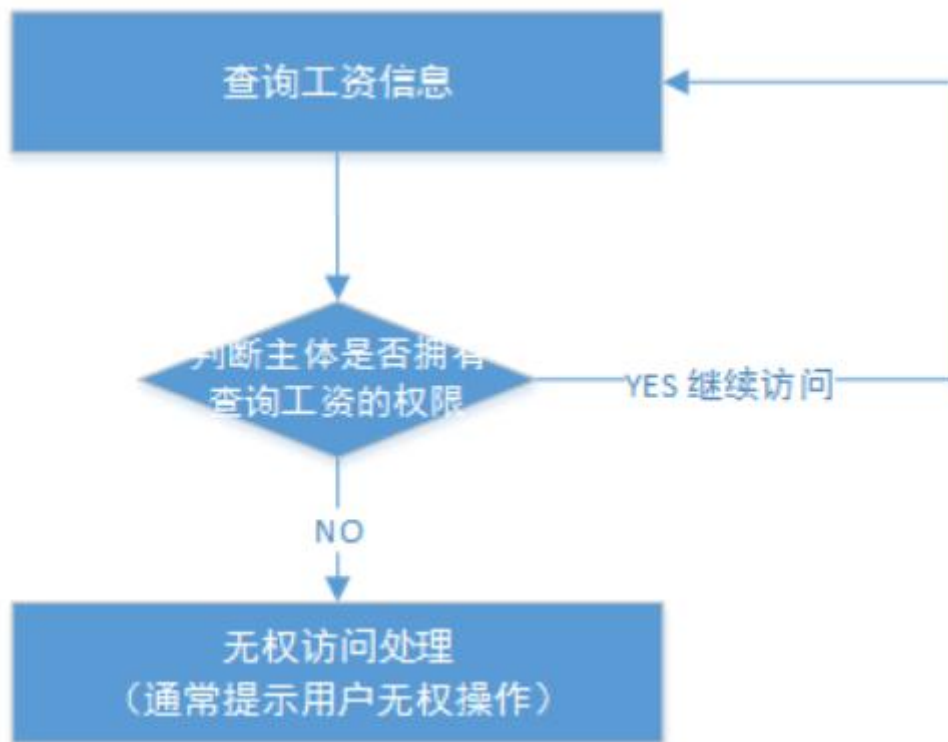 查询工资信息
判断主体是否拥有
查询工资的权限
YES 继续访问
NO
无权访问处理
（通常提示用户无权操作）